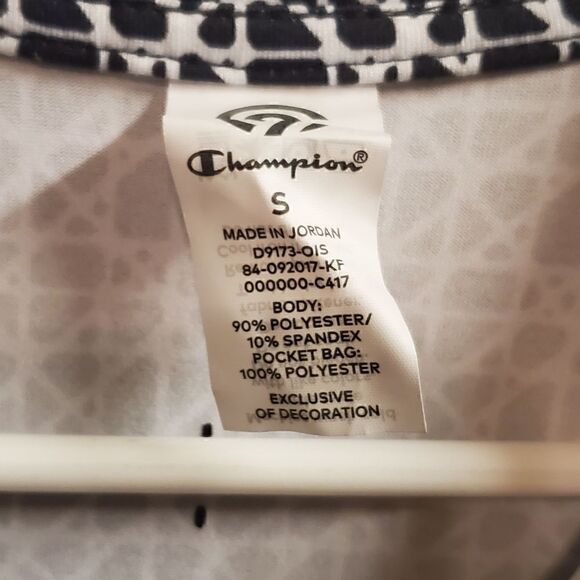 Champion®
S
MADE IN JORDAN
D9173-OIS
84-092017-KF
000000-C417
BODY:
90% POLYESTER/
10% SPANDEX
POCKET BAG:
100% POLYESTER
EXCLUSIVE
OF DECORATION